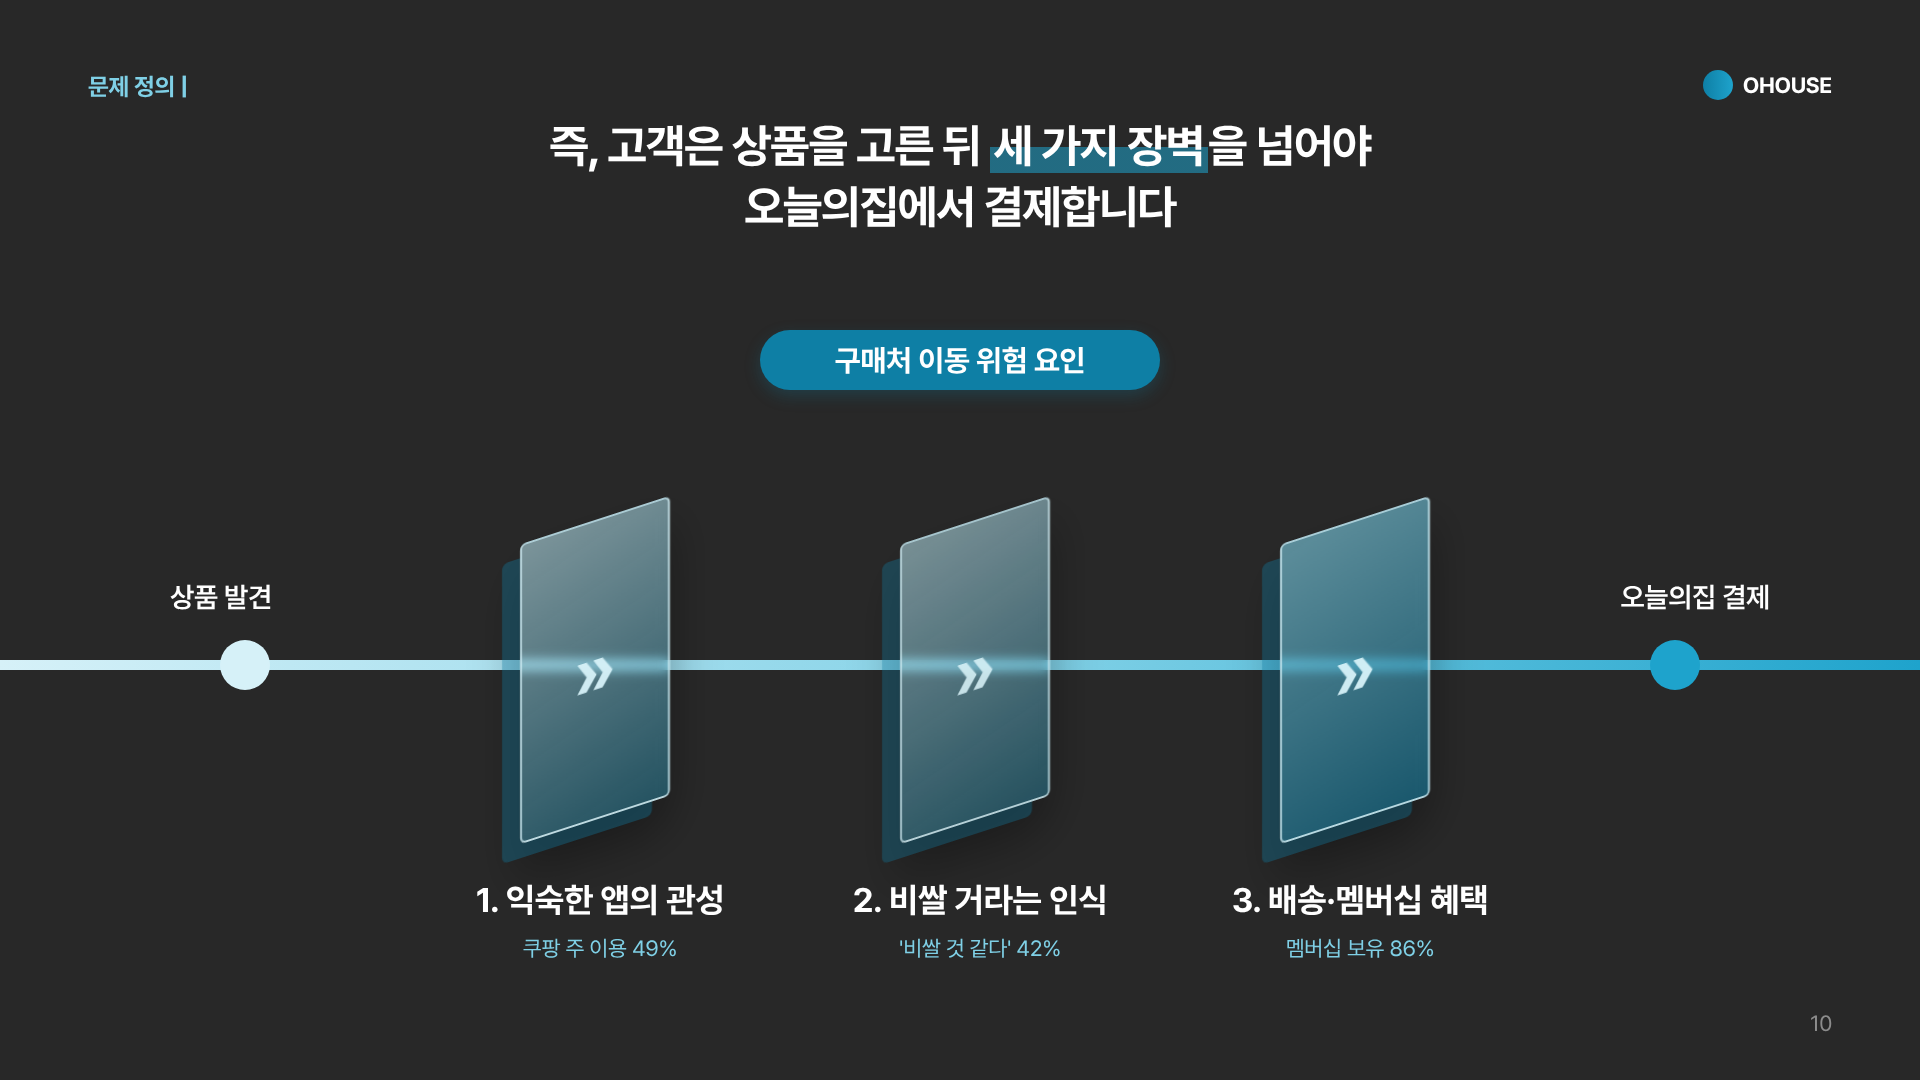 문제 정의 |
OHOUSE
즉, 고객은 상품을 고른 뒤 세 가지 장벽을 넘어야
오늘의집에서 결제합니다
구매처 이동 위험 요인
상품 발견
오늘의집 결제
»
»
»
1. 익숙한 앱의 관성
2. 비쌀 거라는 인식
3. 배송·멤버십 혜택
쿠팡 주 이용 49%
'비쌀 것 같다' 42%
멤버십 보유 86%
10